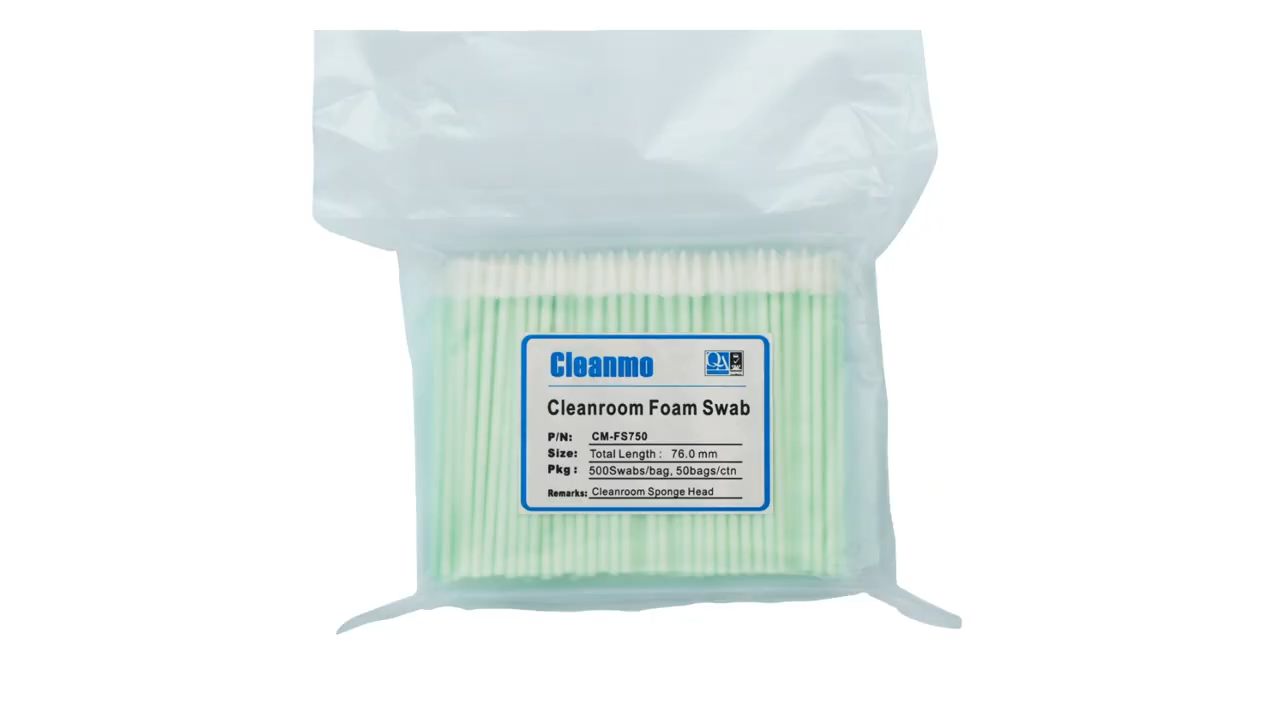 Cleanmo
QA
Cleanroom Foam Swab
P/N: CM-FS750
Size: Total Length : 76.0 mm
Pkg : 500Swabs/bag, 50bags/ctn
Remarks: Cleanroom Sponge Head